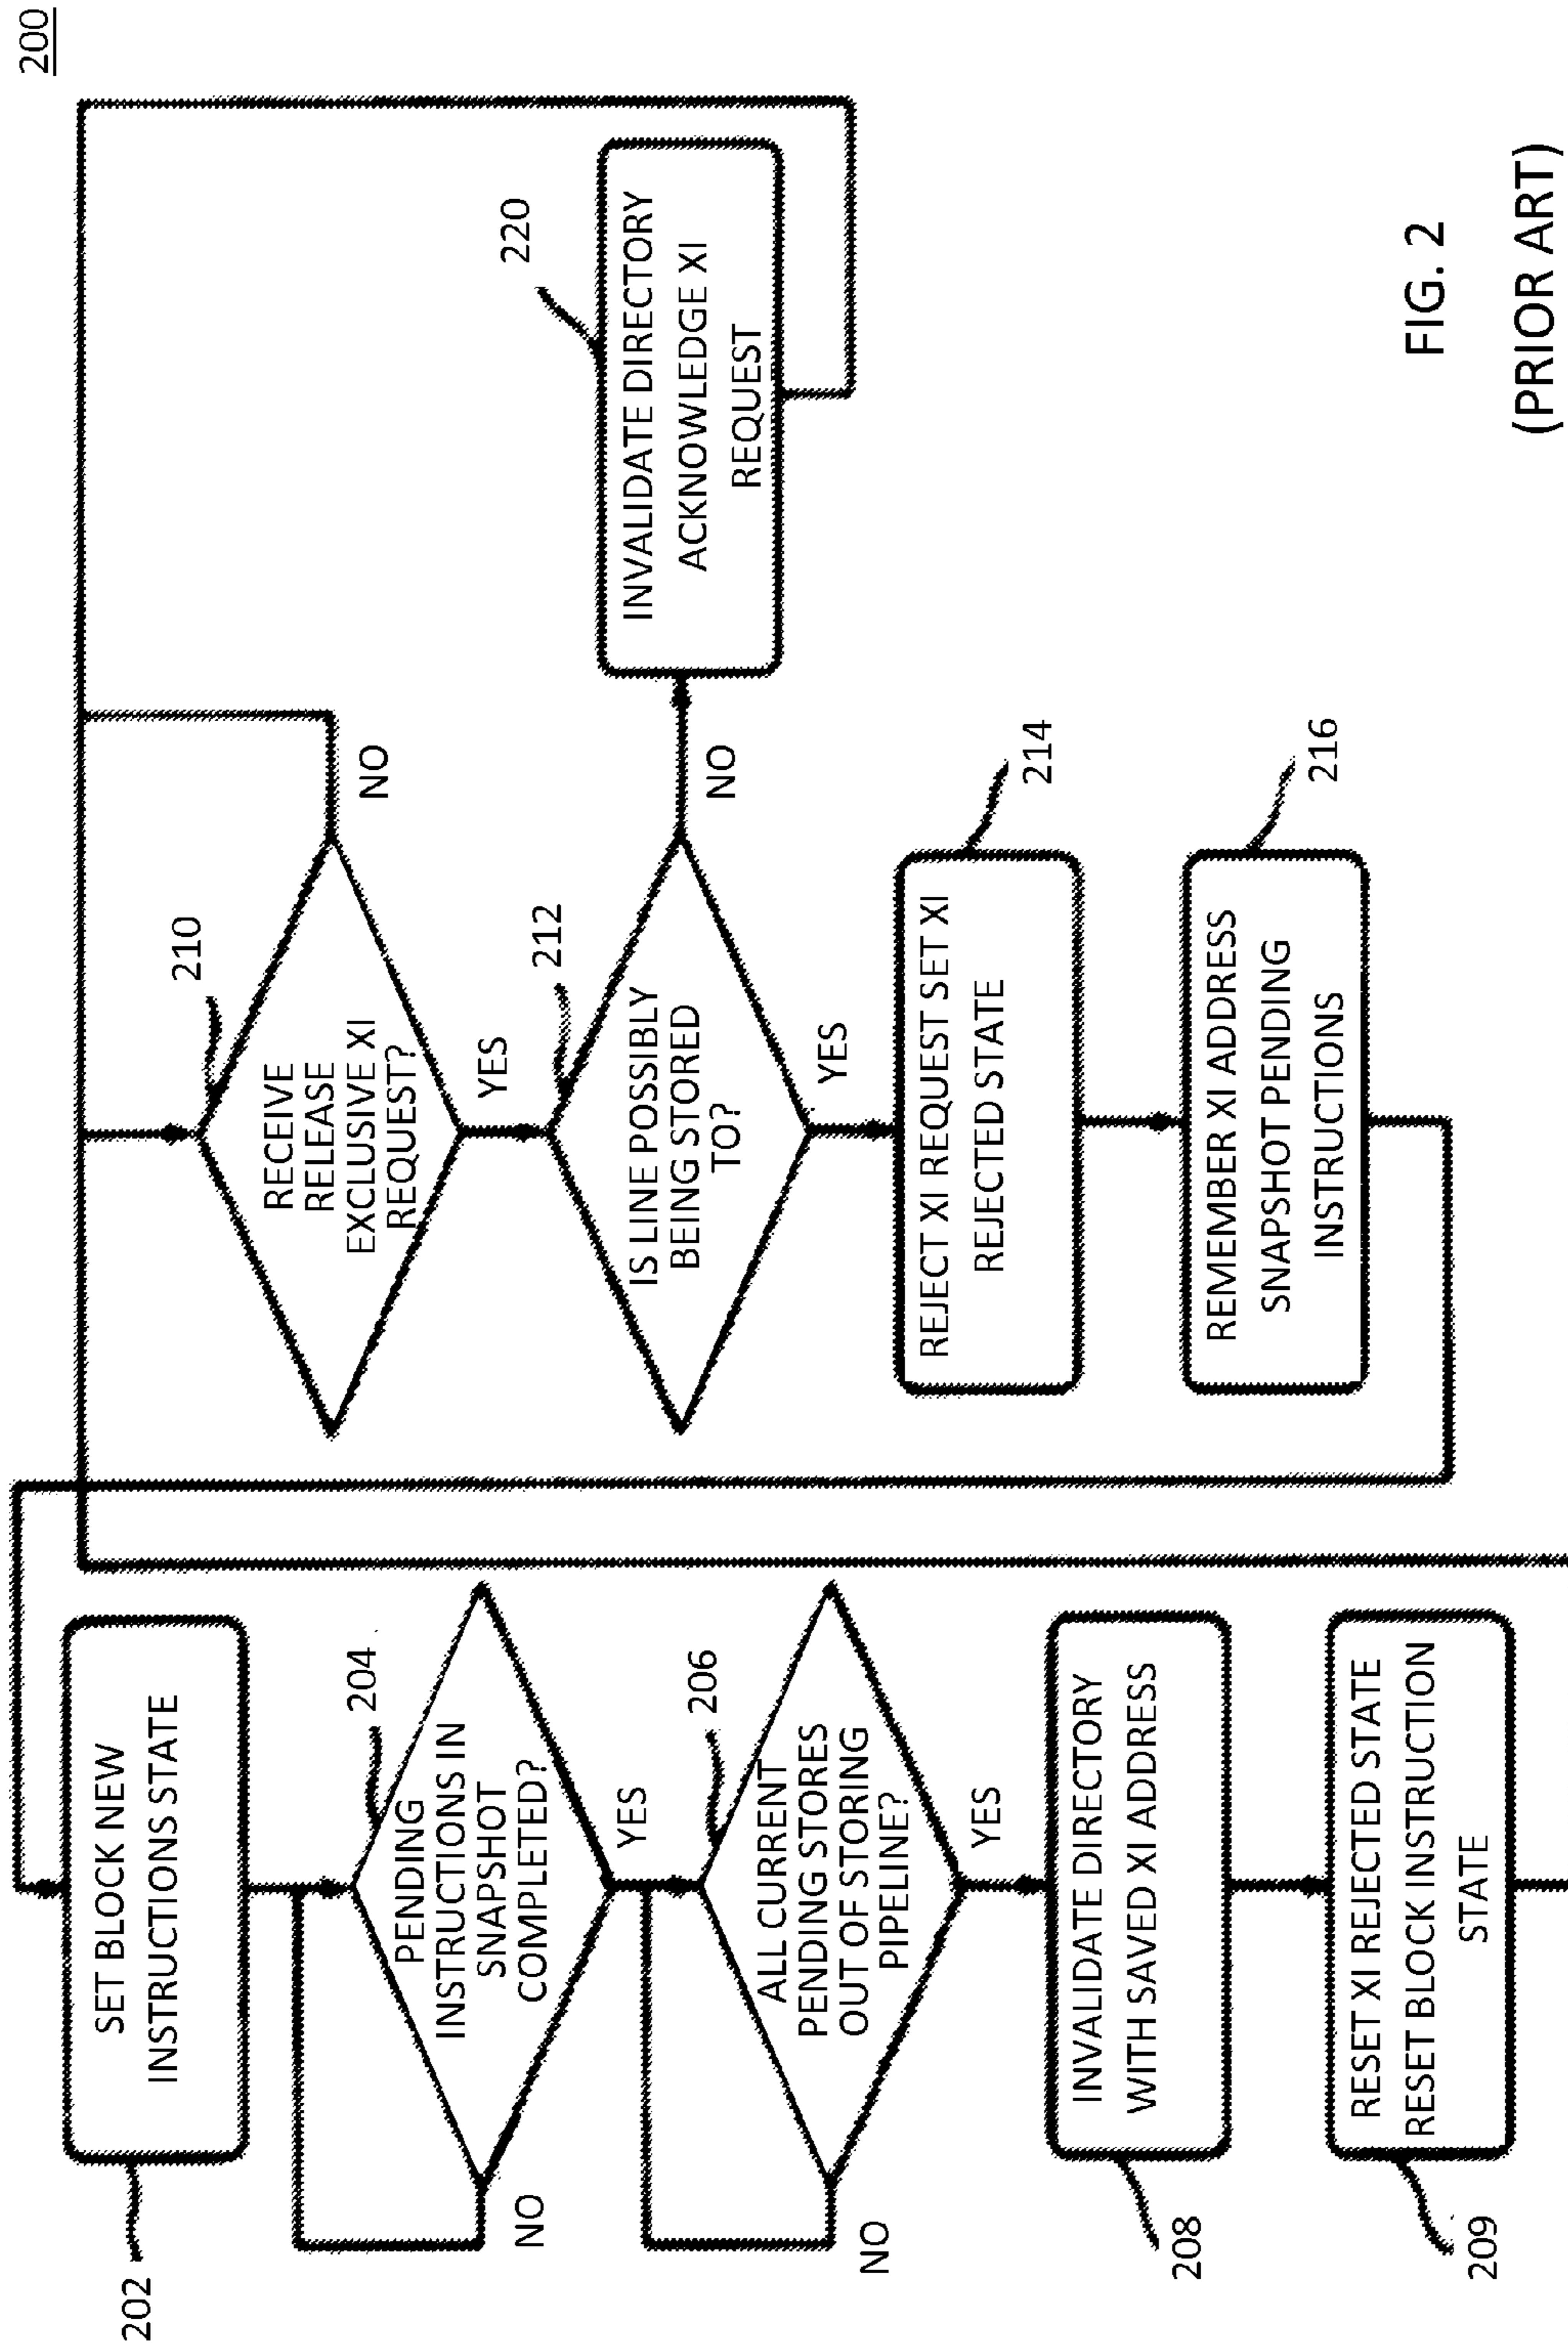 200
202
SET BLOCK NEW
INSTRUCTIONS STATE
204
PENDING
INSTRUCTIONS IN
SNAPSHOT
COMPLETED?
NO
YES
206
ALL CURRENT
PENDING STORES
OUT OF STORING
PIPELINE?
NO
YES
208
INVALIDATE DIRECTORY
WITH SAVED XI ADDRESS
209
RESET XI REJECTED STATE
RESET BLOCK INSTRUCTION
STATE
210
RECEIVE
RELEASE
EXCLUSIVE XI
REQUEST?
NO
YES
212
IS LINE POSSIBLY
BEING STORED
TO?
NO
YES
220
INVALIDATE DIRECTORY
ACKNOWLEDGE XI
REQUEST
214
REJECT XI REQUEST SET XI
REJECTED STATE
216
REMEMBER XI ADDRESS
SNAPSHOT PENDING
INSTRUCTIONS
FIG. 2
(PRIOR ART)